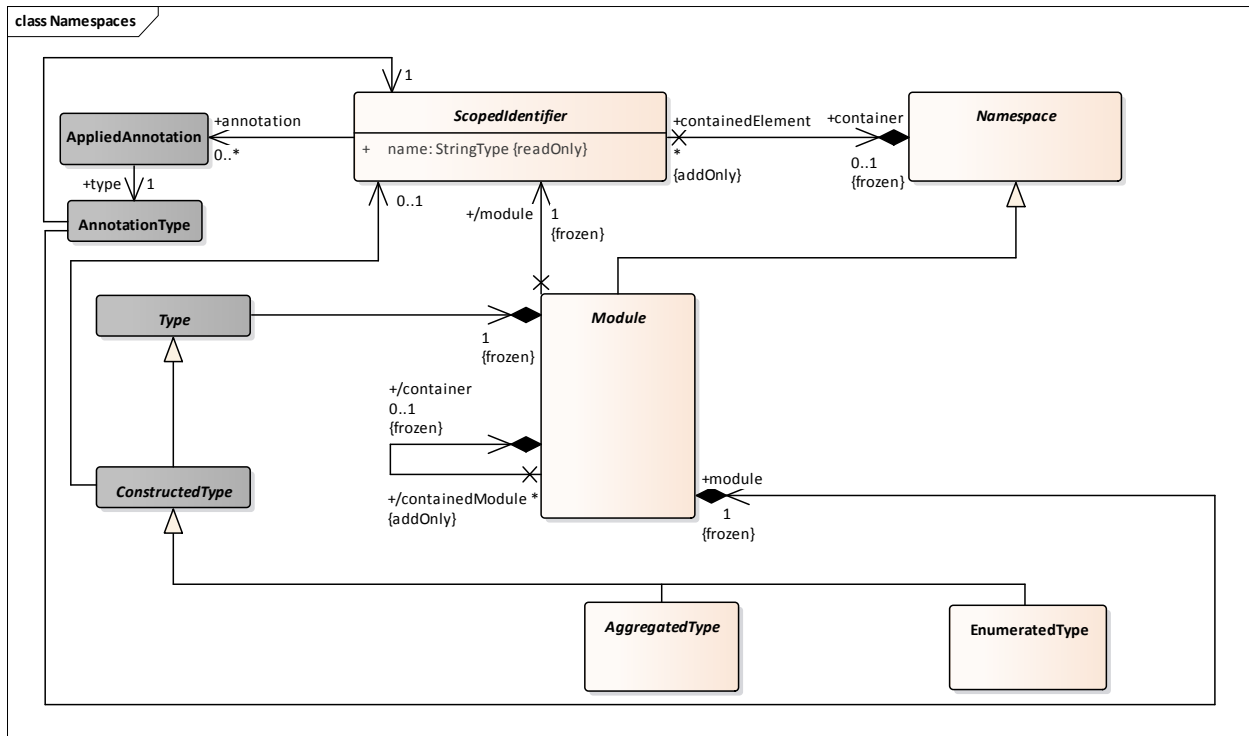 class Namespaces
1
ScopedIdentifier
+ name: StringType {readOnly}
AppliedAnnotation
+annotation
0..*
+type
1
AnnotationType
+containedElement
*
{addOnly}
+container
0..1
{frozen}
Namespace
0..1
+/module
1
{frozen}
Type
1
{frozen}
Module
+/container
0..1
{frozen}
+/containedModule *
{addOnly}
ConstructedType
+module
1
{frozen}
AggregatedType
EnumeratedType